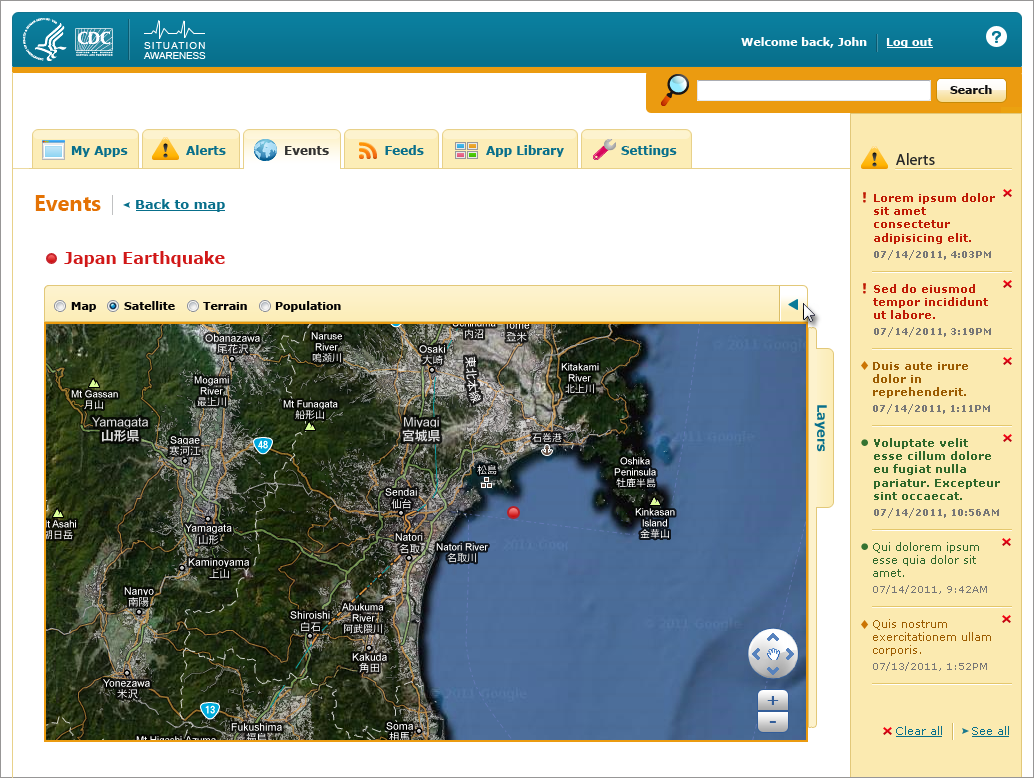 CDC
SITUATION
AWARENESS
Welcome back, John
Log out
?
Search
My Apps
Alerts
Events
Feeds
App Library
Settings
Events
Back to map
Japan Earthquake
Map
Satellite
Terrain
Population
Layers
Obanazawa
尾花沢
Naruse
River
鳴瀬川
Osaki
大崎
内沼
Tome
登米
Kitakami
River
北上川
東北本線
Mogami
River
最上川
Mt Gassan
月山
Mt Funagata
船形山
Yamagata
山形県
Miyagi
宮城県
Sagae
寒河江
48
石巻港
松島
Oshika
Peninsula
牡鹿半島
Sendai
仙台
Kinkasan
Island
金華山
Mt Asahi
朝日岳
Yamagata
山形
Natori
名取
Natori River
名取川
Kaminoyama
上山
Nanyo
南陽
Shiroishi
白石
Abukuma
River
阿武隈川
Kakuda
角田
Yonezawa
米沢
13
Fukushima
福島
Soma
相馬
Mt Higashi Azuma
© 2011 Google
© 2011 Google
© 2011 Google
© 2011 Google
© 2011 Google
+
-
Alerts
! Lorem ipsum dolor
sit amet
consectetur
adipisicing elit.
07/14/2011, 4:03PM
! Sed do eiusmod
tempor incididunt
ut labore.
07/14/2011, 3:19PM
Duis aute irure
dolor in
reprehenderit.
07/14/2011, 1:11PM
Voluptate velit
esse cillum dolore
eu fugiat nulla
pariatur. Excepteur
sint occaecat.
07/14/2011, 10:56AM
Qui dolorem ipsum
esse quia dolor sit
amet.
07/14/2011, 9:42AM
Quis nostrum
exercitationem ullam
corporis.
07/13/2011, 1:52PM
Clear all
See all